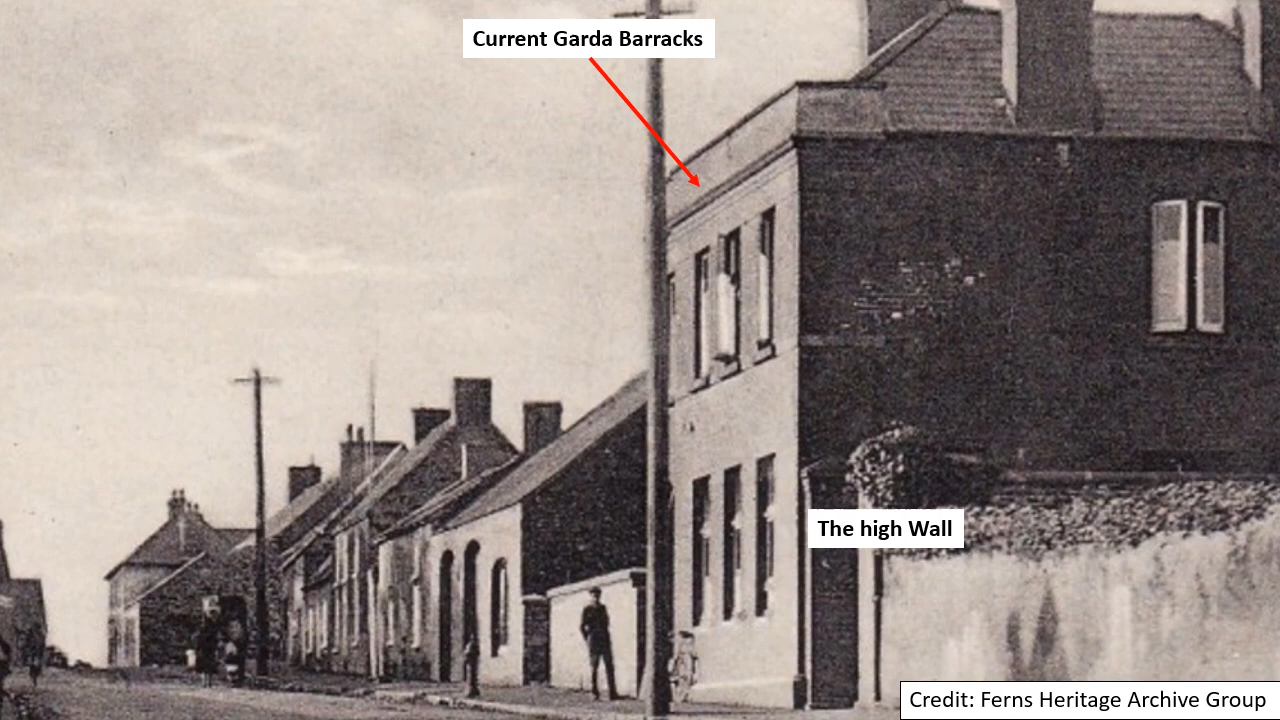 Current Garda Barracks
The high Wall
Credit: Ferns Heritage Archive Group